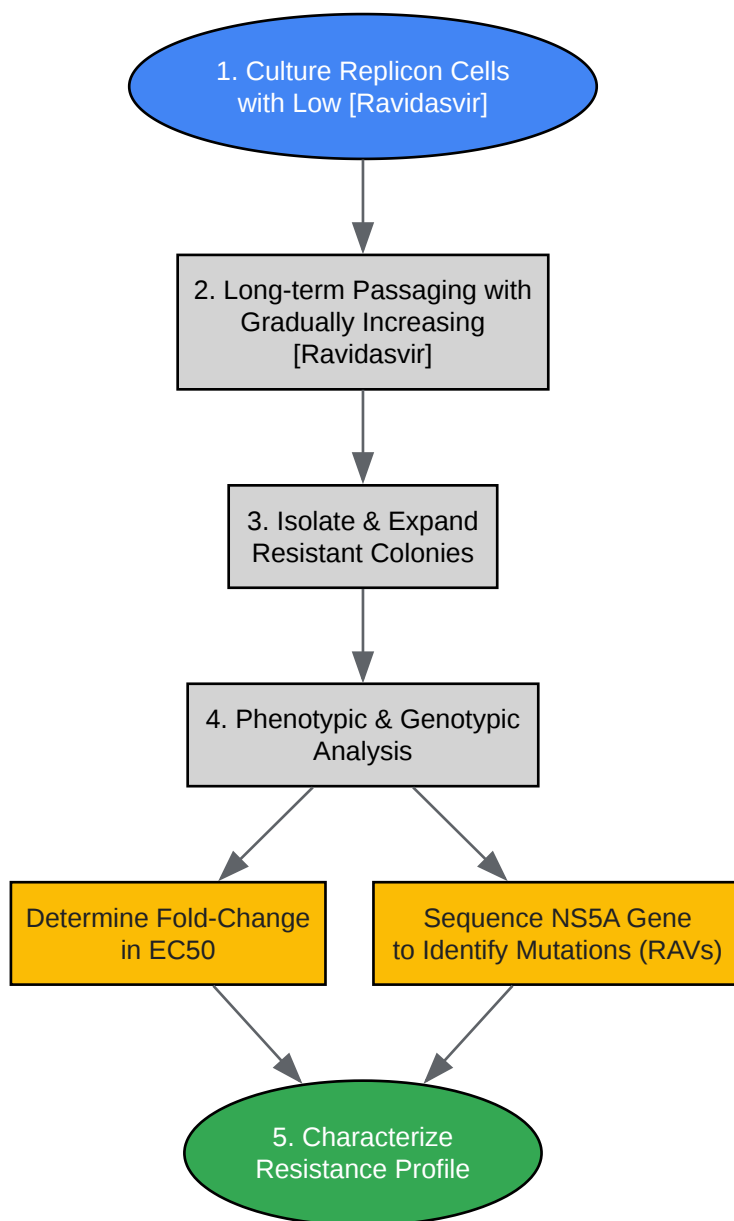 1. Culture Replicon Cells
with Low [Ravidasvir]
2. Long-term Passaging with
Gradually Increasing
[Ravidasvir]
3. Isolate & Expand
Resistant Colonies
4. Phenotypic & Genotypic
Analysis
Determine Fold-Change
in EC50
Sequence NS5A Gene
to Identify Mutations (RAVs)
5. Characterize
Resistance Profile